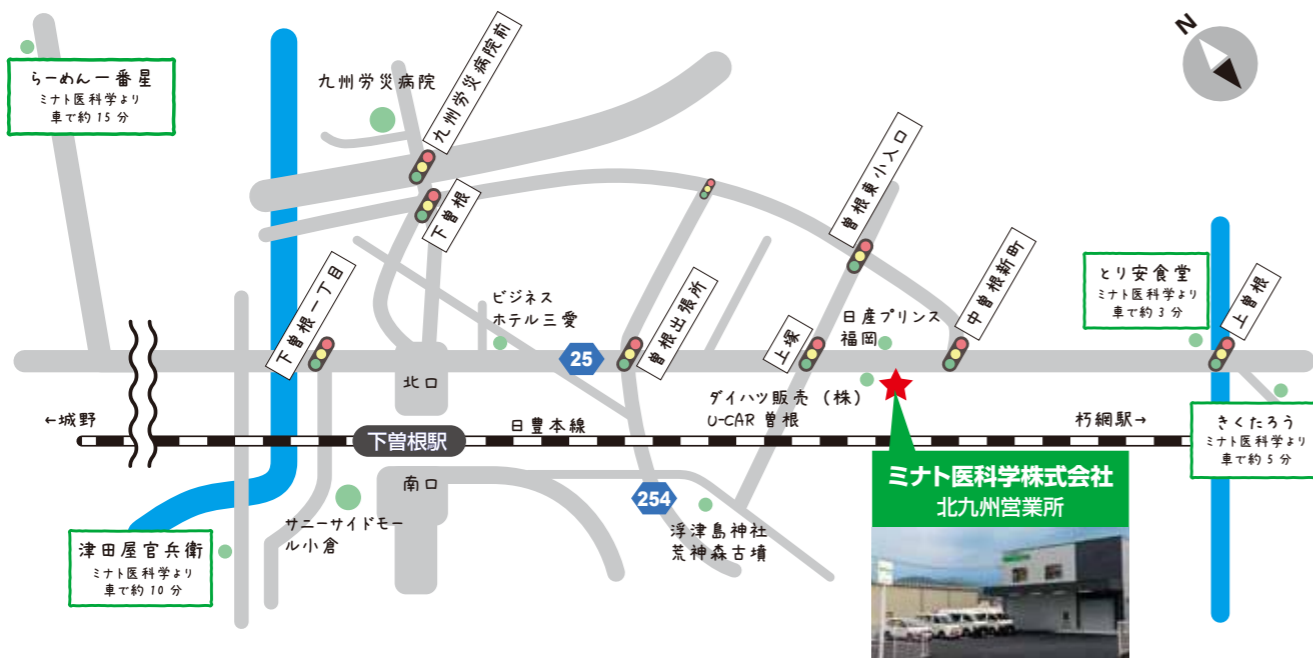 N
らーめん一番星
ミナト医科学より
車で約15分
九州労災病院
九州労災病院前
下曽根
曽根東小入口
中曽根新町
とり安食堂
ミナト医科学より
車で約3分
上曽根
下曽根一丁目
ビジネス
ホテル三愛
25
曽根出張所
上塚
日産プリンス
福岡
北口
ダイハツ販売(株)
U-CAR 曽根
←城野
下曽根駅
日豊本線
朽網駅→
きくたろう
ミナト医科学より
車で約5分
南口
254
ミナト医科学株式会社
北九州営業所
サニーサイドモー
ル小倉
浮津島神社
荒神森古墳
津田屋官兵衛
ミナト医科学より
車で約10分